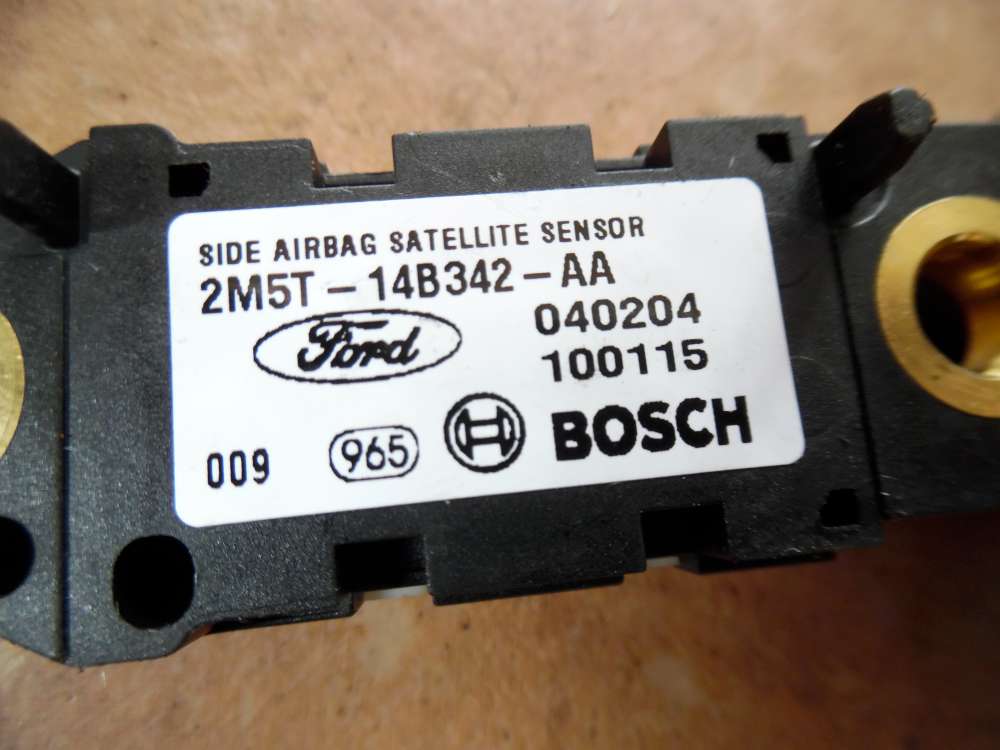 SIDE AIRBAG SATELLITE SENSOR
2M5T-14B342-AA
Ford
040204
100115
009
965
BOSCH